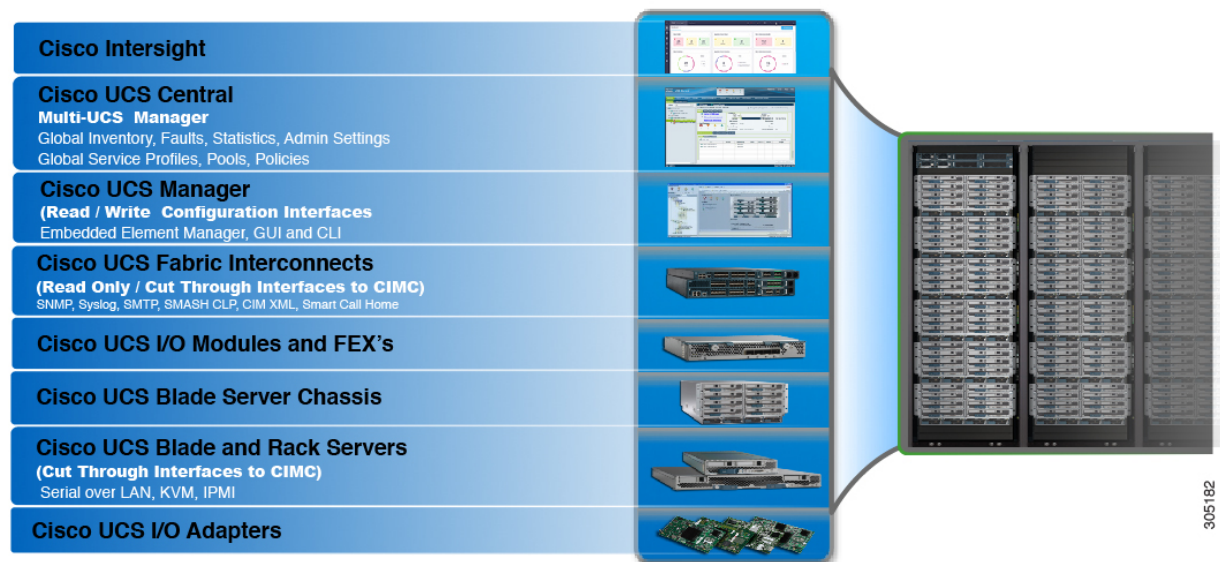 Cisco Intersight
Cisco UCS Central
Multi-UCS Manager
Global Inventory, Faults, Statistics, Admin Settings
Global Service Profiles, Pools, Policies
Cisco UCS Manager
(Read / Write Configuration Interfaces
Embedded Element Manager, GUI and CLI
Cisco UCS Fabric Interconnects
(Read Only / Cut Through Interfaces to CIMC)
SNMP, Syslog, SMTP, SMASH CLP, CIM XML, Smart Call Home
Cisco UCS I/O Modules and FEX's
Cisco UCS Blade Server Chassis
Cisco UCS Blade and Rack Servers
(Cut Through Interfaces to CIMC)
Serial over LAN, KVM, IPMI
Cisco UCS I/O Adapters
305182